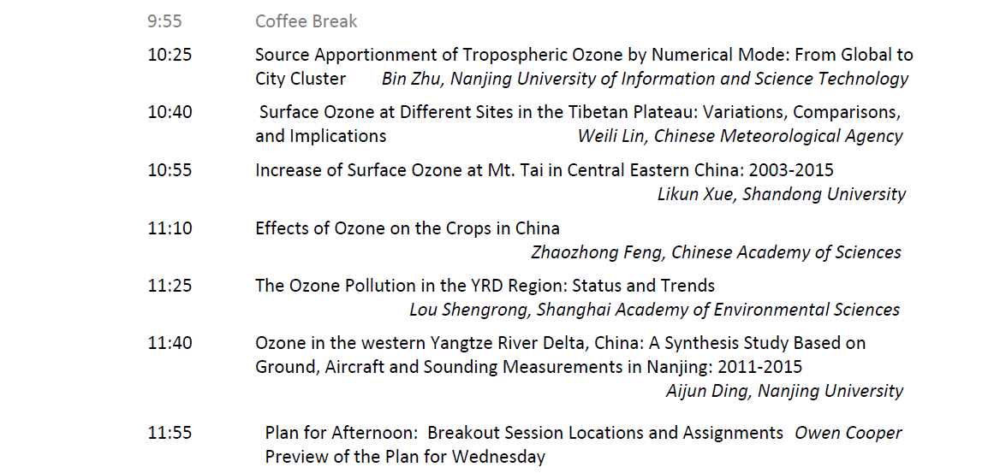 9:55 Coffee Break
10:25 Source Apportionment of Tropospheric Ozone by Numerical Mode: From Global to
City Cluster Bin Zhu, Nanjing University of Information and Science Technology
10:40 Surface Ozone at Different Sites in the Tibetan Plateau: Variations, Comparisons,
and Implications Weili Lin, Chinese Meteorological Agency
10:55 Increase of Surface Ozone at Mt. Tai in Central Eastern China: 2003-2015
Likun Xue, Shandong University
11:10 Effects of Ozone on the Crops in China
Zhaozhong Feng, Chinese Academy of Sciences
11:25 The Ozone Pollution in the YRD Region: Status and Trends
Lou Shengrong, Shanghai Academy of Environmental Sciences
11:40 Ozone in the western Yangtze River Delta, China: A Synthesis Study Based on
Ground, Aircraft and Sounding Measurements in Nanjing: 2011-2015
Aijun Ding, Nanjing University
11:55 Plan for Afternoon: Breakout Session Locations and Assignments Owen Cooper
Preview of the Plan for Wednesday